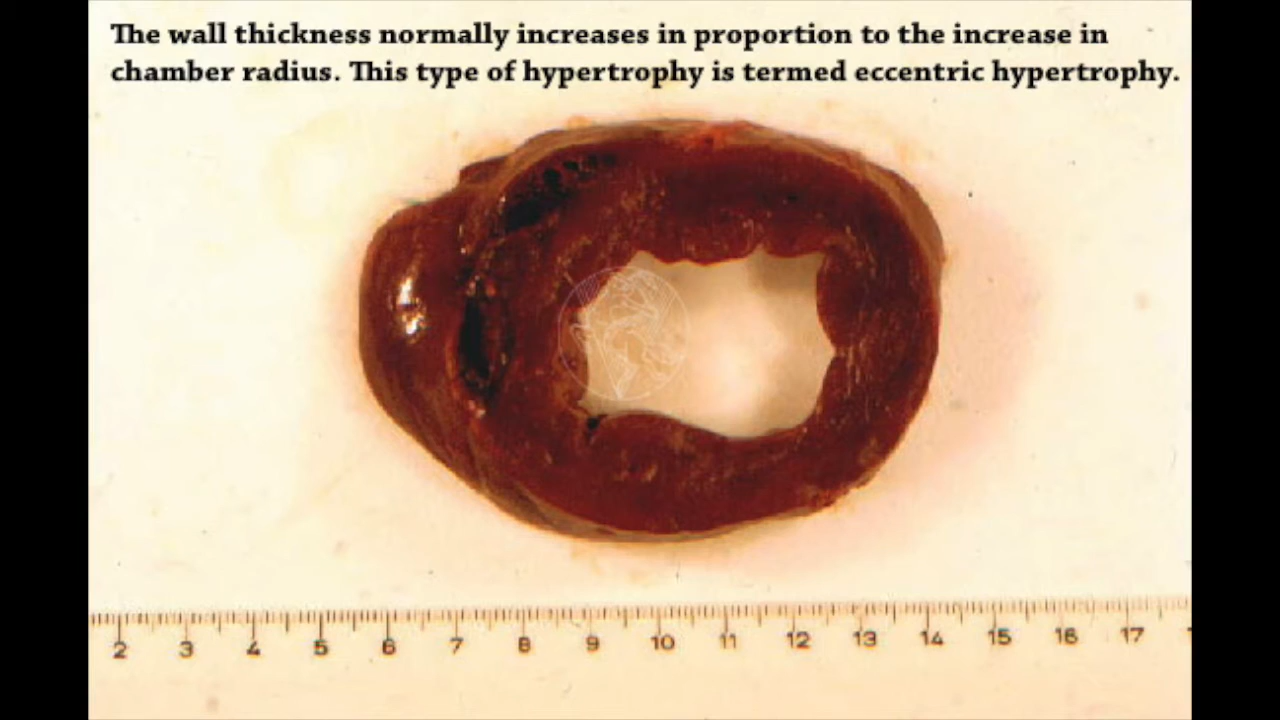 The wall thickness normally increases in proportion to the increase in
chamber radius. This type of hypertrophy is termed eccentric hypertrophy.
2 3 4 5 6 7 8 9 10 11 12 13 14 15 16 17